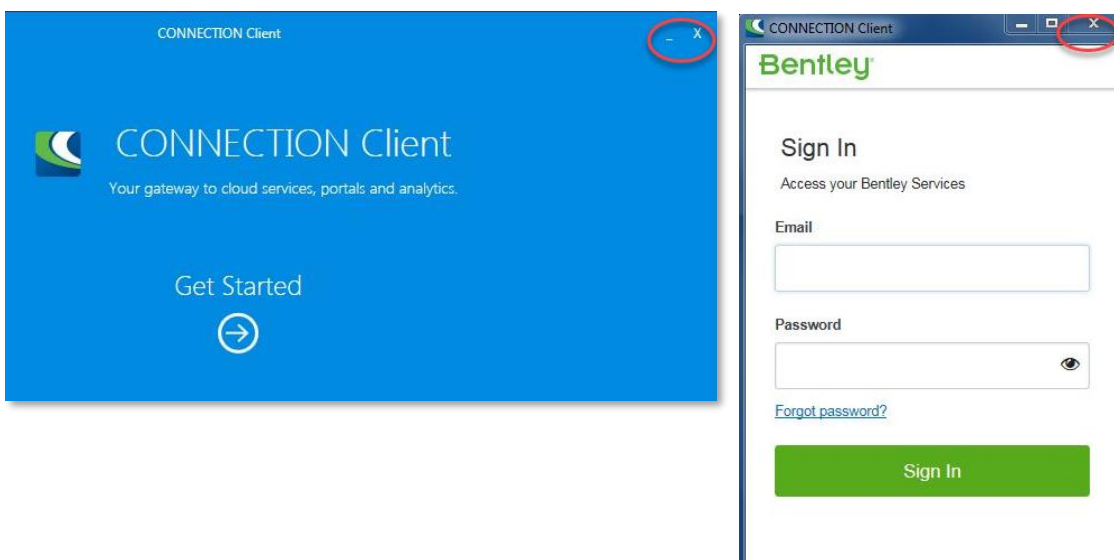 CONNECTION Client
_ X
CONNECTION Client
Your gateway to cloud services, portals and analytics.
Get Started
CONNECTION Client
X
Bentley
Sign In
Access your Bentley Services
Email
Password
Forgot password?
Sign In